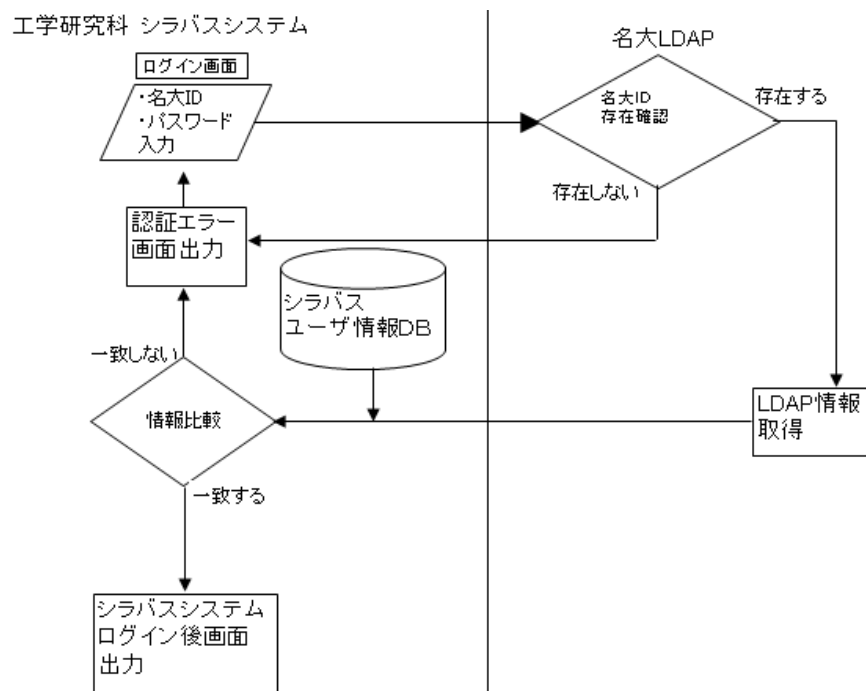 工学研究科 シラバスシステム
名大LDAP
ログイン画面
・名大ID
・パスワード
入力
名大ID
存在確認
存在する
存在しない
認証エラー
画面出力
シラバス
ユーザ情報DB
一致しない
情報比較
LDAP情報
取得
一致する
シラバスシステム
ログイン後画面
出力